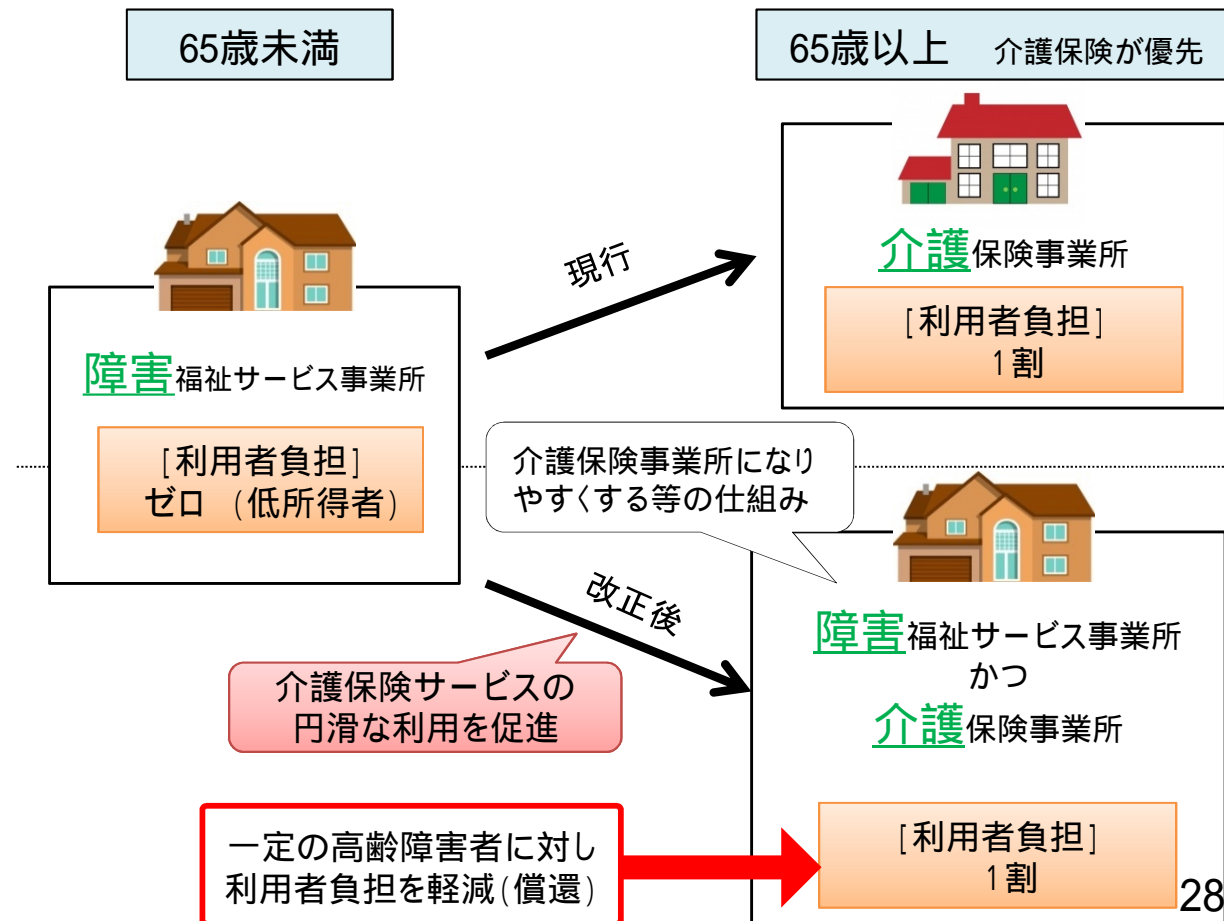 65歳未満
65歳以上 介護保険が優先
現行
介護保険事業所
[利用者負担]
1割
障害福祉サービス事業所
[利用者負担]
ゼロ (低所得者)
介護保険事業所になり
やすくする等の仕組み
改正後
介護保険サービスの
円滑な利用を促進
障害福祉サービス事業所
かつ
介護保険事業所
一定の高齢障害者に対し
利用者負担を軽減(償還)
[利用者負担]
1割
28